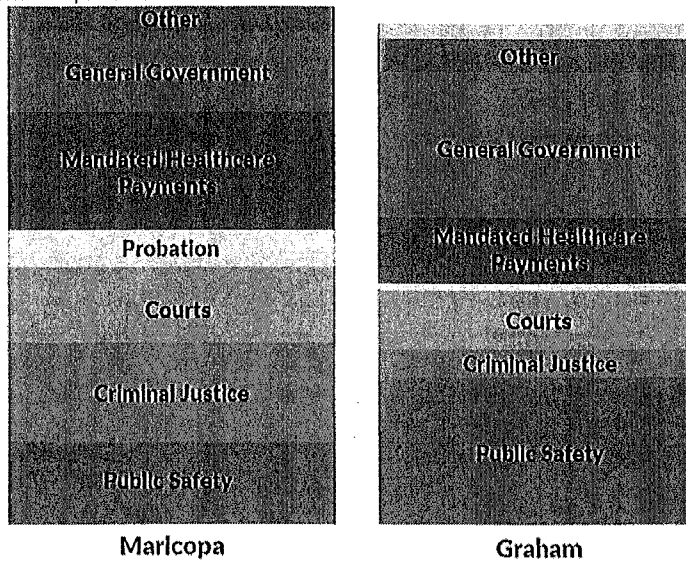 Other
General Government
Mandated Healthcare
Payments
Probation
Courts
Criminal Justice
Public Safety
Maricopa
Other
General Government
Mandated Healthcare
Payments
Courts
Criminal Justice
Public Safety
Graham